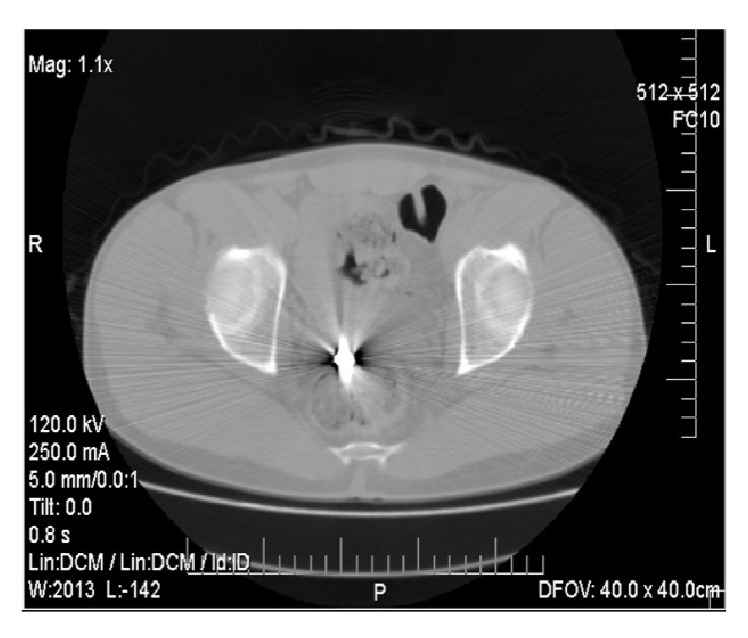 Mag: 1.1x
512 x 512
FC10
R
L
120.0 kV
250.0 mA
5.0 mm/0.0:1
Tilt: 0.0
0.8 s
Lin:DCM / Lin:DCM / Id:ID
W:2013 L:-142
P
DFOV: 40.0 x 40.0cm